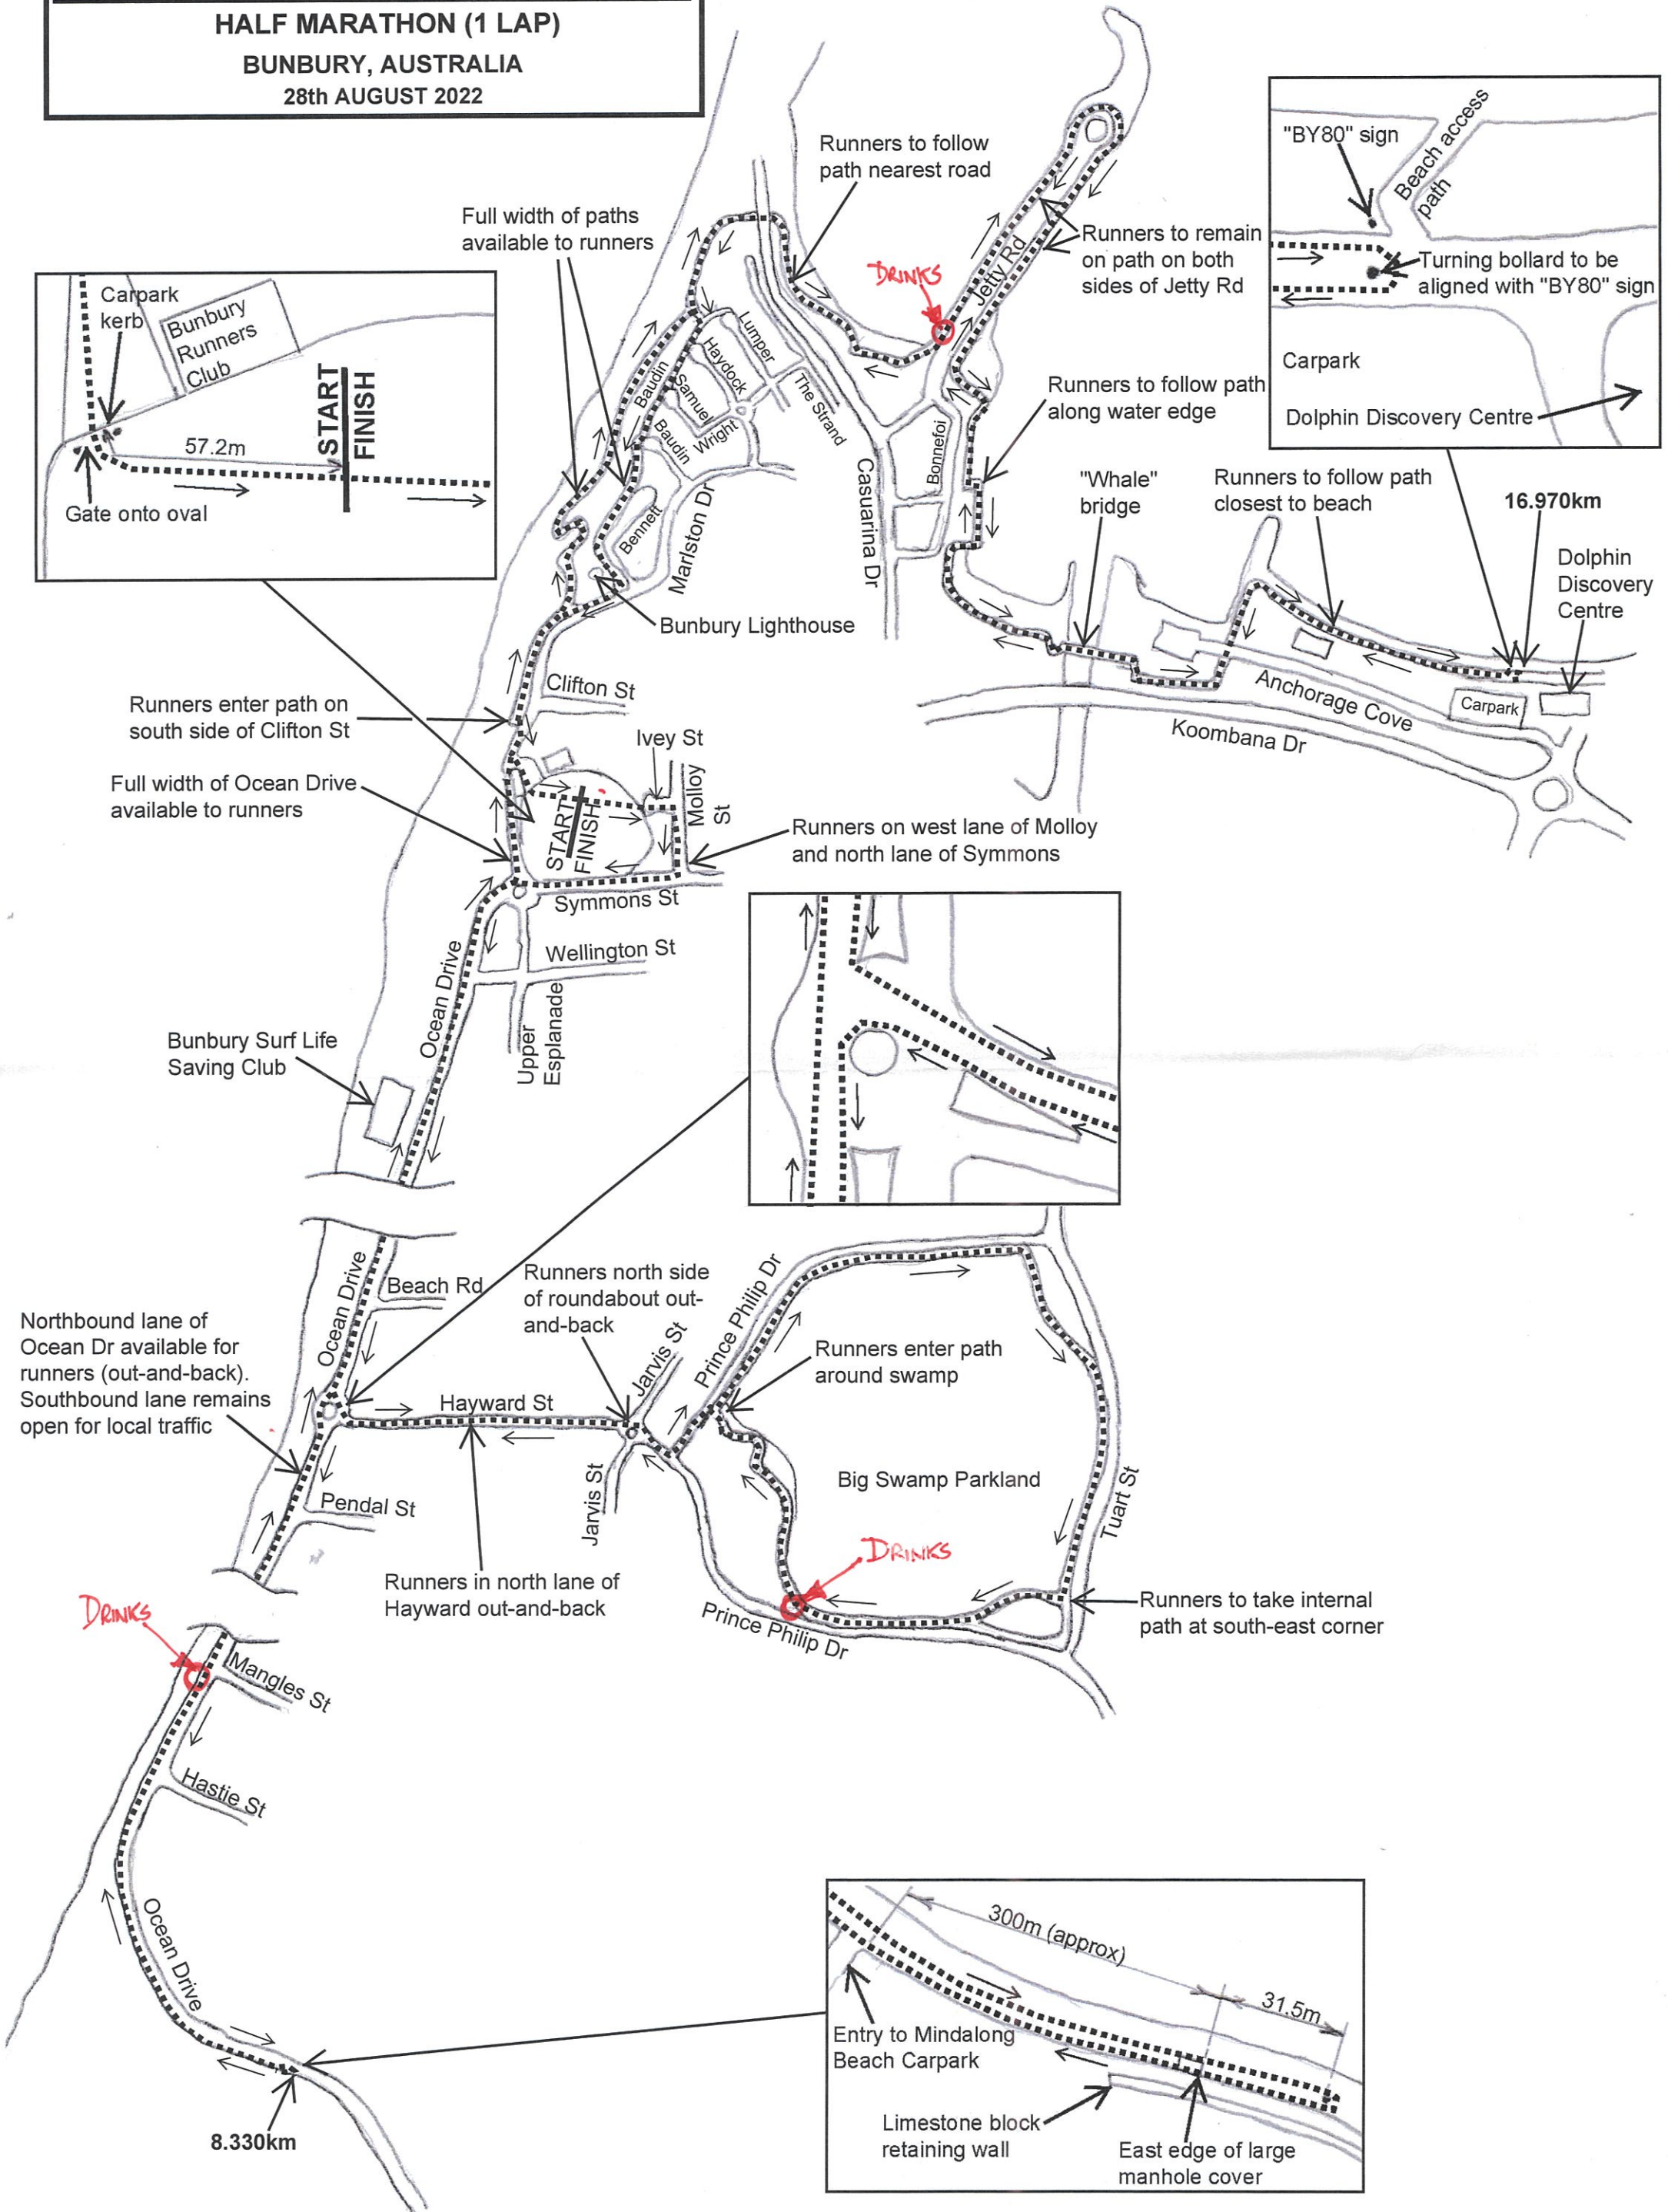 HALF MARATHON (1 LAP)
BUNBURY, AUSTRALIA
28th AUGUST 2022
"BY80" sign
Beach access
path
Turning bollard to be
aligned with "BY80" sign
Carpark
Dolphin Discovery Centre
Runners to follow
path nearest road
Full width of paths
available to runners
DRINKS
Jetty Rd
Runners to remain
on path on both
sides of Jetty Rd
Carpark
kerb
Bunbury
Runners
Club
START
FINISH
57.2m
Gate onto oval
Lumper
Haydock
Baudin
Samuel
The Strand
Wright
Baudin
Bennett
Marlston Dr
Casuarina Dr
Bonnefoi
Runners to follow path
along water edge
"Whale"
bridge
Runners to follow path
closest to beach
16.970km
Dolphin
Discovery
Centre
Bunbury Lighthouse
Anchorage Cove
Carpark
Koombana Dr
Clifton St
Runners enter path on
south side of Clifton St
Ivey St
Molloy
St
Full width of Ocean Drive
available to runners
START
FINISH
Runners on west lane of Molloy
and north lane of Symmons
Symmons St
Wellington St
Ocean Drive
Upper
Esplanade
Bunbury Surf Life
Saving Club
Ocean Drive
Beach Rd
Runners north side
of roundabout out-
and-back
Prince Philip Dr
Northbound lane of
Ocean Dr available for
runners (out-and-back).
Southbound lane remains
open for local traffic
Jarvis St
Runners enter path
around swamp
Hayward St
Big Swamp Parkland
Pendal St
Jarvis St
Tuart St
DRINKS
Runners in north lane of
Hayward out-and-back
Prince Philip Dr
Runners to take internal
path at south-east corner
DRINKS
Mangles St
Hastie St
Ocean Drive
8.330km
300m (approx)
31.5m
Entry to Mindalong
Beach Carpark
Limestone block
retaining wall
East edge of large
manhole cover